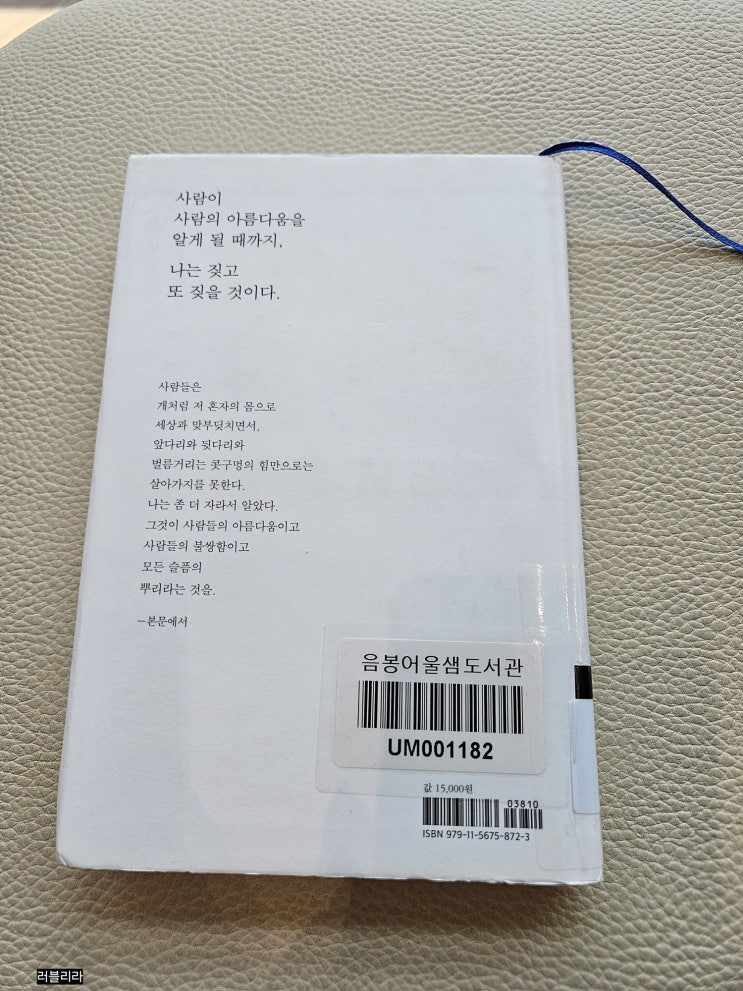 사람이
사람의 아름다움을
알게 될 때까지,
나는 짖고
또 짖을 것이다.
사람들은
개처럼 저 혼자의 몸으로
세상과 맞부딪치면서,
앞다리와 뒷다리와
벌름거리는 콧구멍의 힘만으로는
살아가지를 못한다.
나는 좀 더 자라서 알았다.
그것이 사람들의 아름다움이고
사람들의 불쌍함이고
모든 슬픔의
뿌리라는 것을.
–본문에서
음봉어울샘도서관
UM001182
값 15,000원
03810
ISBN 979-11-5675-872-3
러블리라